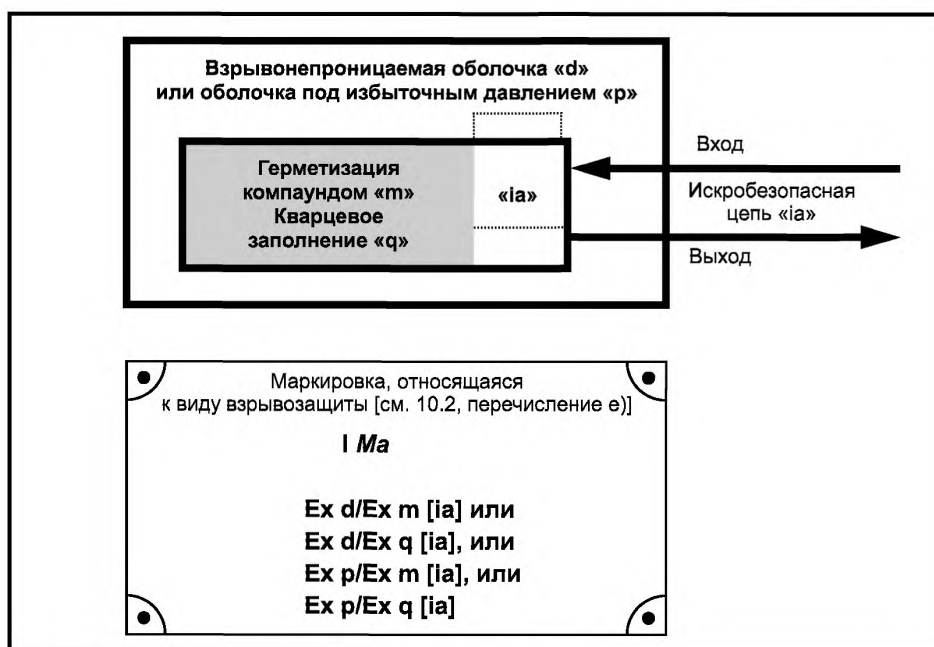 Взрывонепроницаемая оболочка «d»
или оболочка под избыточным давлением «p»
Герметизация
компаундом «m»
Кварцевое
заполнение «q»
«ia»
Вход
Искробезопасная
цепь «ia»
Выход
Маркировка, относящаяся
к виду взрывозащиты [см. 10.2, перечисление е)]
I Ma
Ex d/Ex m [ia] или
Ex d/Ex q [ia], или
Ex p/Ex m [ia], или
Ex p/Ex q [ia]